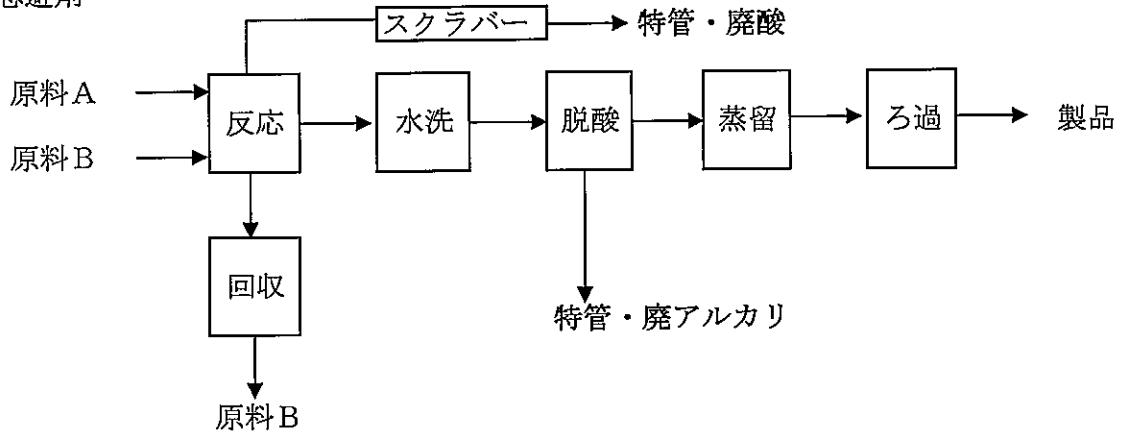 スクラバー
特管・廃酸
原料A
反応
水洗
脱酸
蒸留
ろ過
製品
原料B
回収
特管・廃アルカリ
原料B